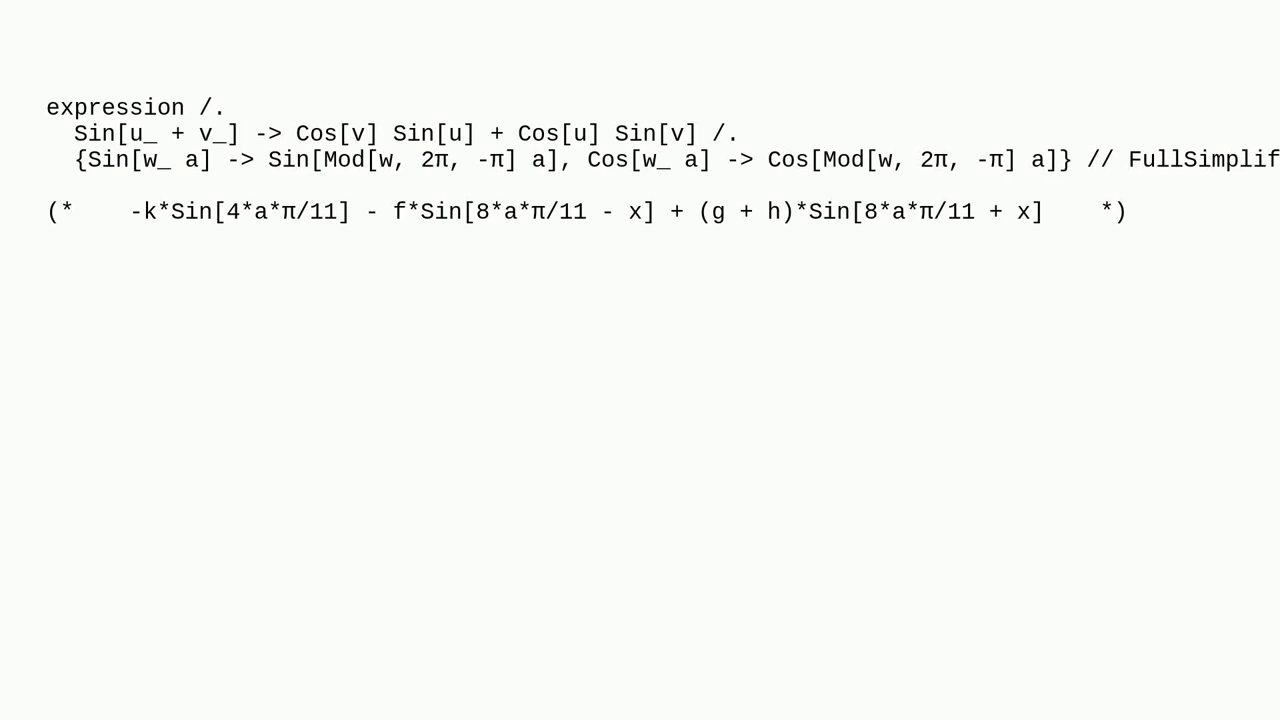 expression /.
Sin[u_ + v_] -> Cos[v] Sin[u] + Cos[u] Sin[v] /.
{Sin[w_ a] -> Sin[Mod[w, 2π, -π] a], Cos[w_ a] -> Cos[Mod[w, 2π, -π] a]} // FullSimplif
(*    -k*Sin[4*a*π/11] - f*Sin[8*a*π/11 - x] + (g + h)*Sin[8*a*π/11 + x]    *)